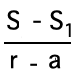 S - S₁
r - a